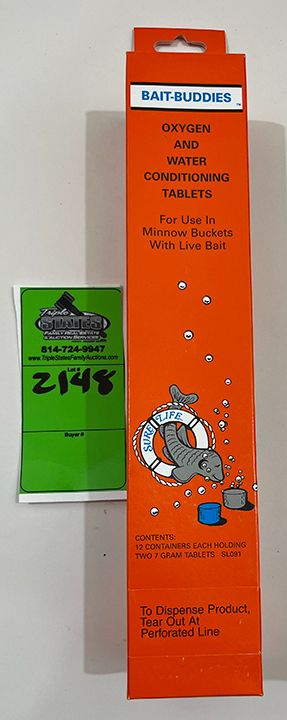 BAIT-BUDDIES ™
OXYGEN
AND
WATER
CONDITIONING
TABLETS
For Use In
Minnow Buckets
With Live Bait
SURE LIFE
CONTENTS:
12 CONTAINERS EACH HOLDING
TWO 7 GRAM TABLETS SL091
To Dispense Product,
Tear Out At
Perforated Line
Triple
STATES
FAMILY REAL ESTATE
& AUCTION SERVICES
814-724-9947
www.TripleStatesFamilyAuctions.com
Lot #
2148
Buyer #